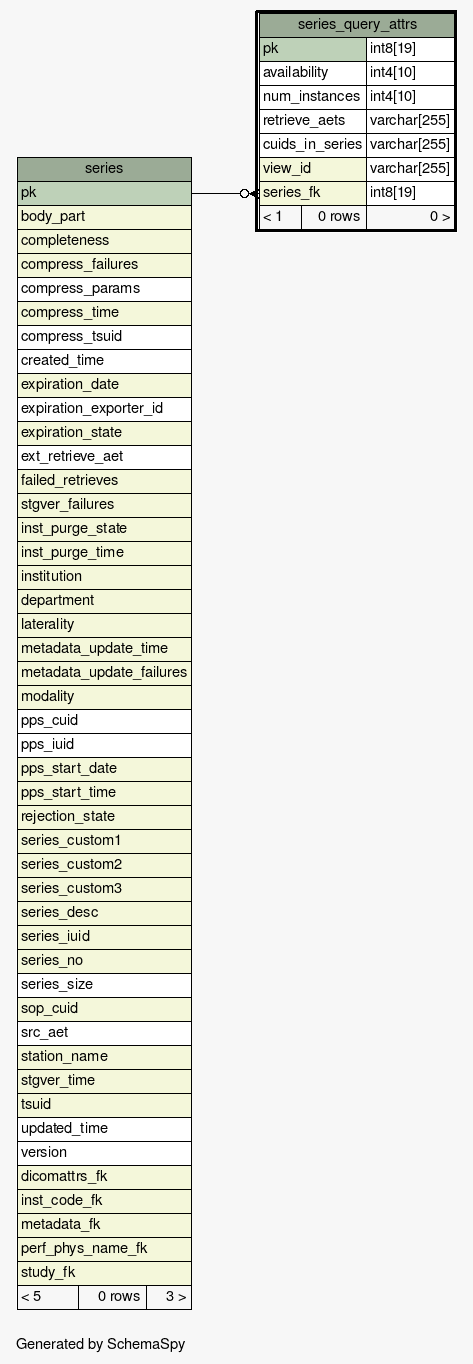 series_query_attrs
pk int8[19]
availability int4[10]
num_instances int4[10]
retrieve_aets varchar[255]
cuids_in_series varchar[255]
view_id varchar[255]
series_fk int8[19]
< 1 0 rows 0 >
series
pk
body_part
completeness
compress_failures
compress_params
compress_time
compress_tsuid
created_time
expiration_date
expiration_exporter_id
expiration_state
ext_retrieve_aet
failed_retrieves
stgver_failures
inst_purge_state
inst_purge_time
institution
department
laterality
metadata_update_time
metadata_update_failures
modality
pps_cuid
pps_iuid
pps_start_date
pps_start_time
rejection_state
series_custom1
series_custom2
series_custom3
series_desc
series_iuid
series_no
series_size
sop_cuid
src_aet
station_name
stgver_time
tsuid
updated_time
version
dicomattrs_fk
inst_code_fk
metadata_fk
perf_phys_name_fk
study_fk
< 5 0 rows 3 >
Generated by SchemaSpy